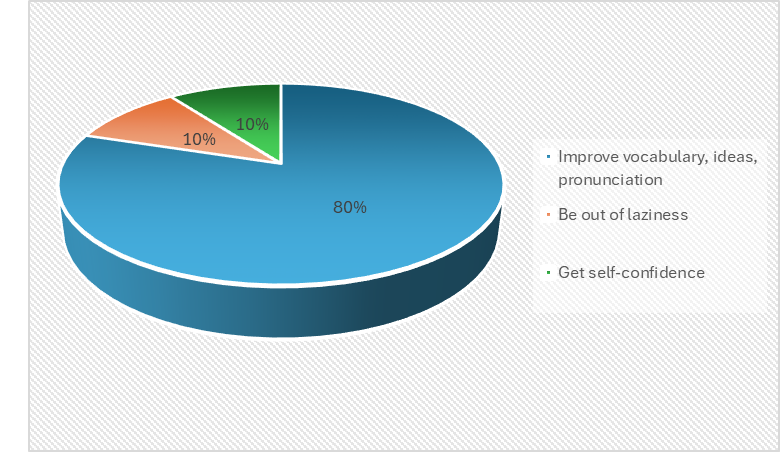 10%
10%
80%
Improve vocabulary, ideas,
pronunciation
Be out of laziness
Get self-confidence